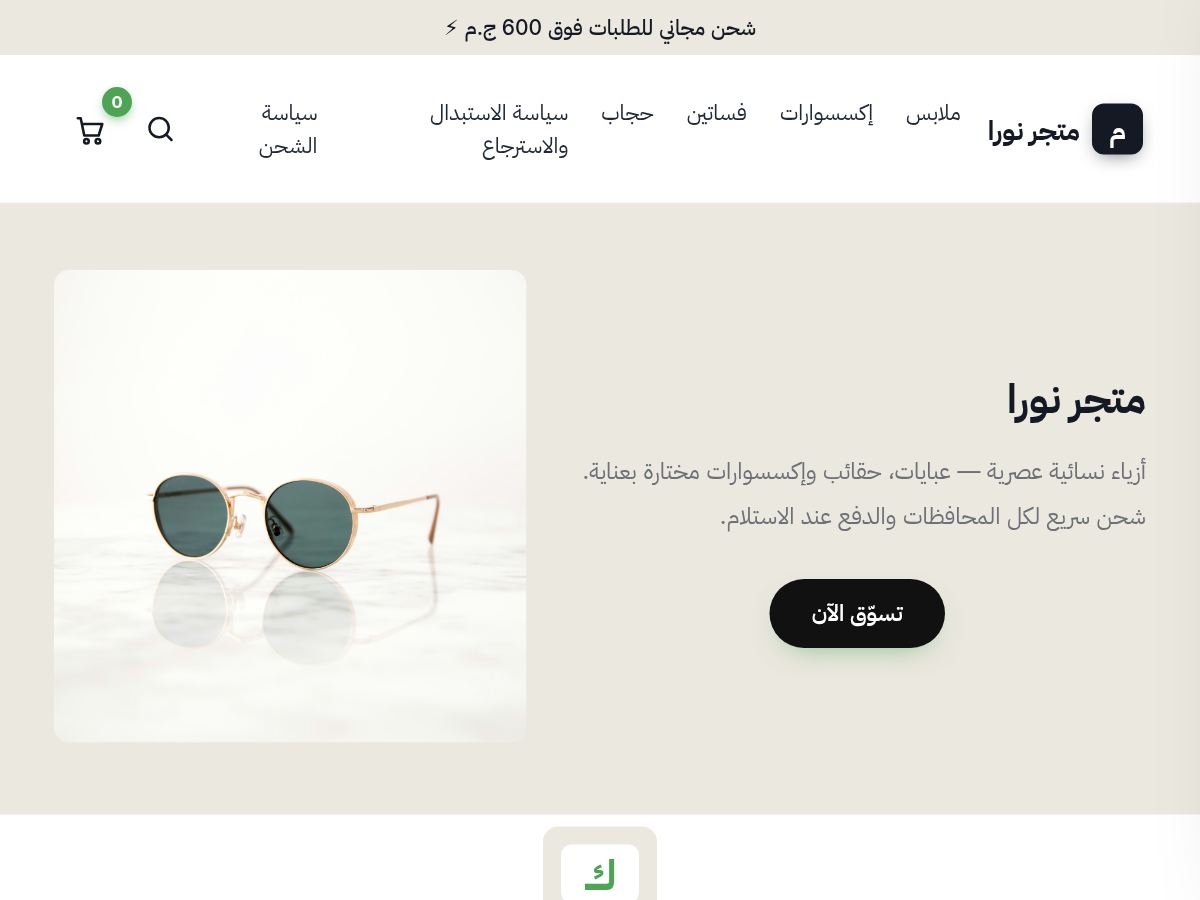 شحن مجاني للطلبات فوق 600 ج.م ⚡
م
متجر نورا
ملابس
إكسسوارات
فساتين
حجاب
سياسة الاستبدال
والاسترجاع
سياسة
الشحن
0
متجر نورا
أزياء نسائية عصرية — عبايات، حقائب وإكسسوارات مختارة بعناية.
شحن سريع لكل المحافظات والدفع عند الاستلام.
تسوّق الآن
ك